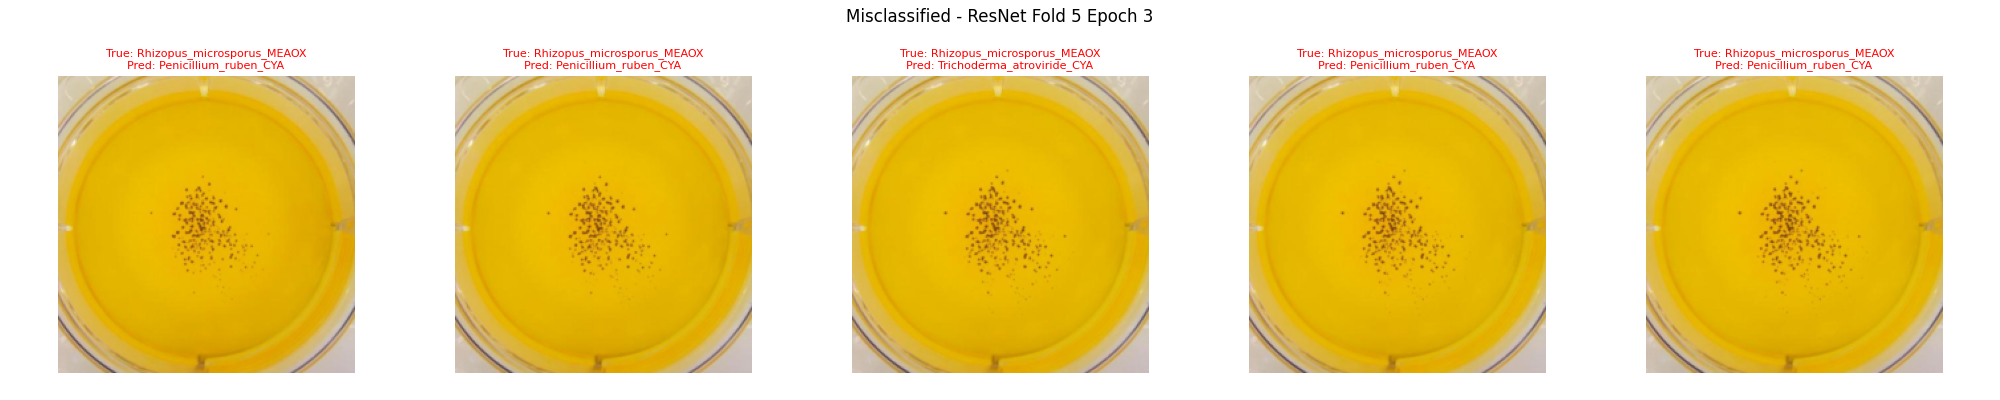 Misclassified - ResNet Fold 5 Epoch 3
True: Rhizopus_microsporus_MEAOX
Pred: Penicillium_ruben_CYA
True: Rhizopus_microsporus_MEAOX
Pred: Penicillium_ruben_CYA
True: Rhizopus_microsporus_MEAOX
Pred: Trichoderma_atroviride_CYA
True: Rhizopus_microsporus_MEAOX
Pred: Penicillium_ruben_CYA
True: Rhizopus_microsporus_MEAOX
Pred: Penicillium_ruben_CYA